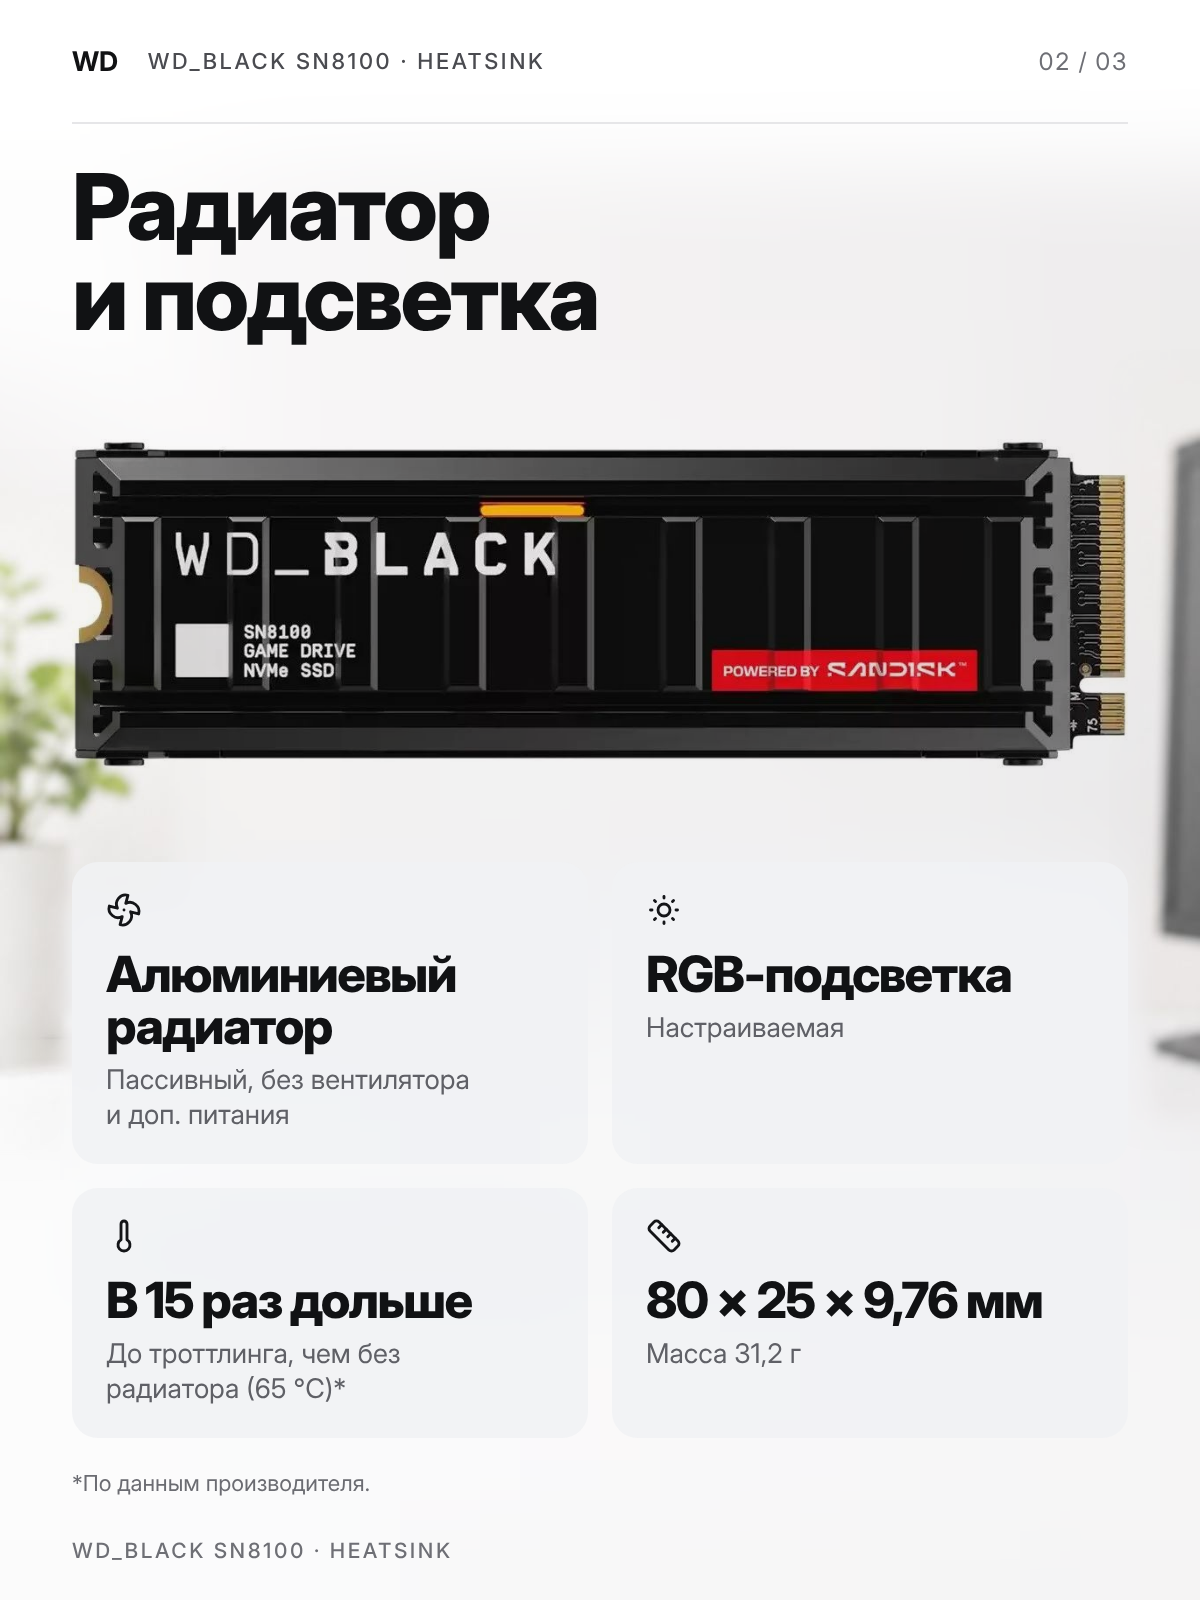 WD WD_BLACK SN8100 · HEATSINK 02 / 03
Радиатор
и подсветка
WD_BLACK
SN8100
GAME DRIVE
NVMe SSD
POWERED BY SANDISK™
M
75
Алюминиевый
радиатор
Пассивный, без вентилятора
и доп. питания
RGB-подсветка
Настраиваемая
В 15 раз дольше
До троттлинга, чем без
радиатора (65 °C)*
80 × 25 × 9,76 мм
Масса 31,2 г
*По данным производителя.
WD_BLACK SN8100 · HEATSINK